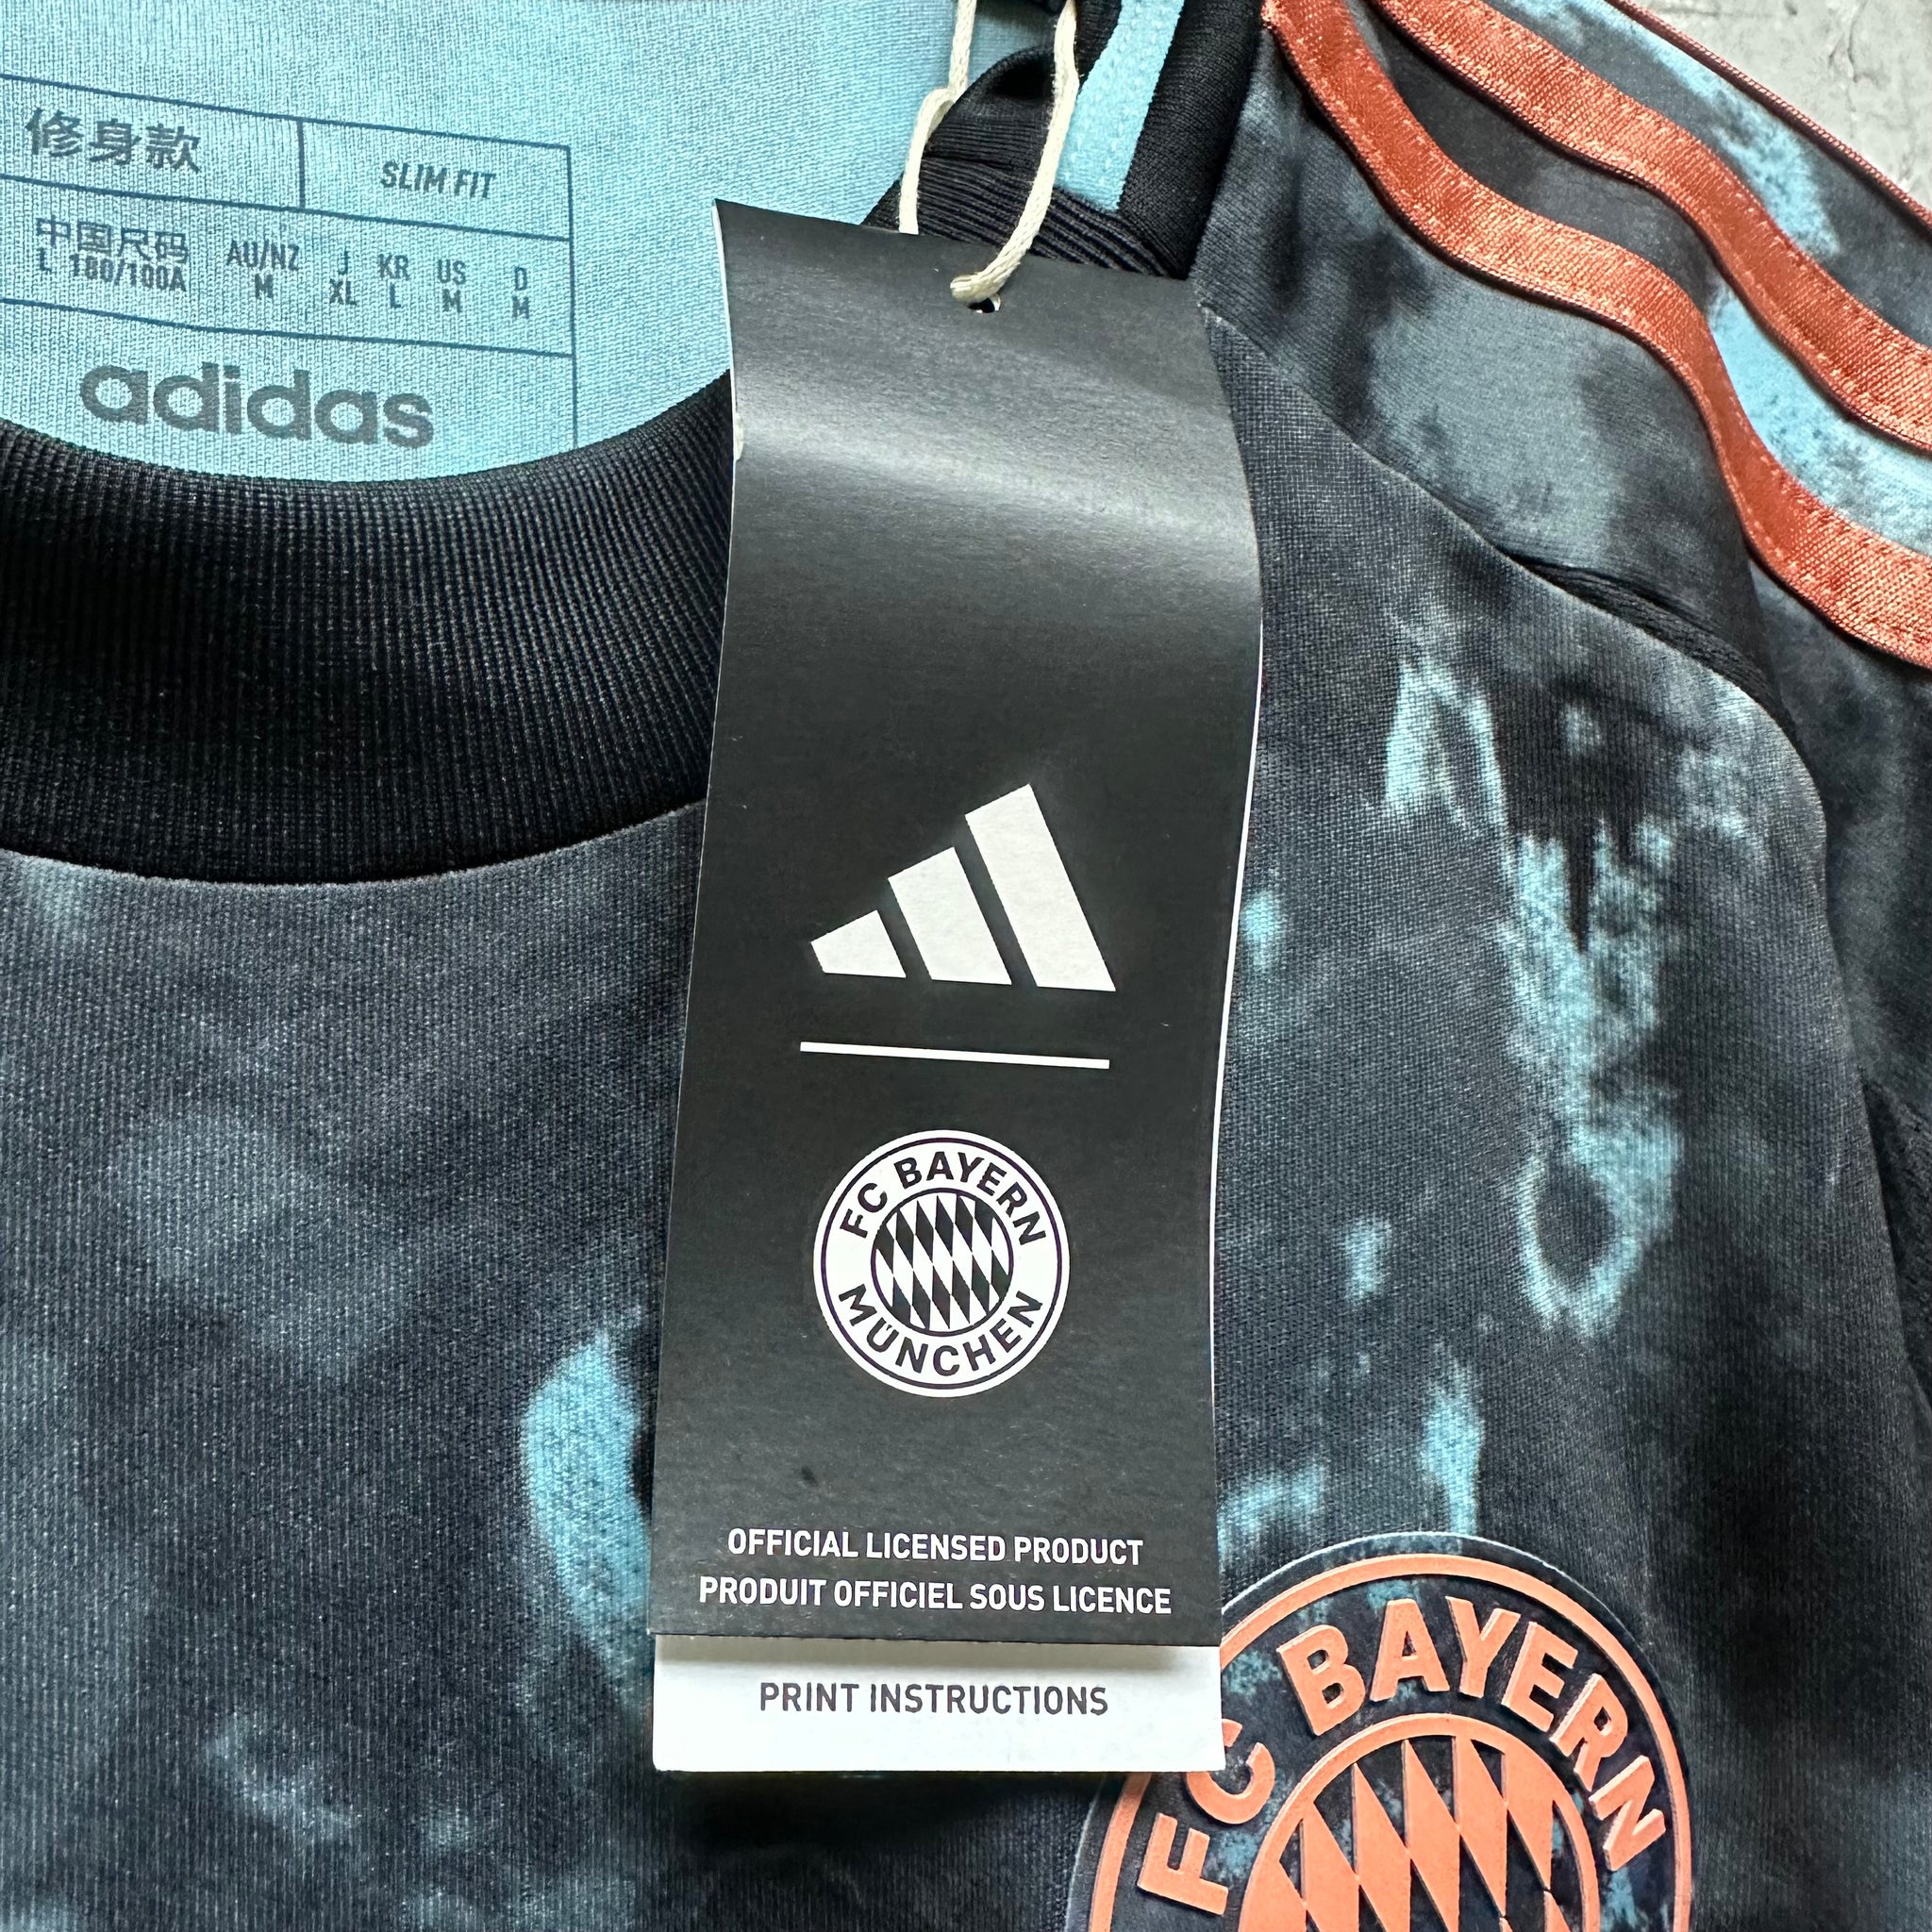 修身款 SLIM FIT
中国尺码 AU/NZ J KR US D
L 180/100A M XL L M M
adidas
FC BAYERN
MÜNCHEN
OFFICIAL LICENSED PRODUCT
PRODUIT OFFICIEL SOUS LICENCE
PRINT INSTRUCTIONS
FC BAYERN